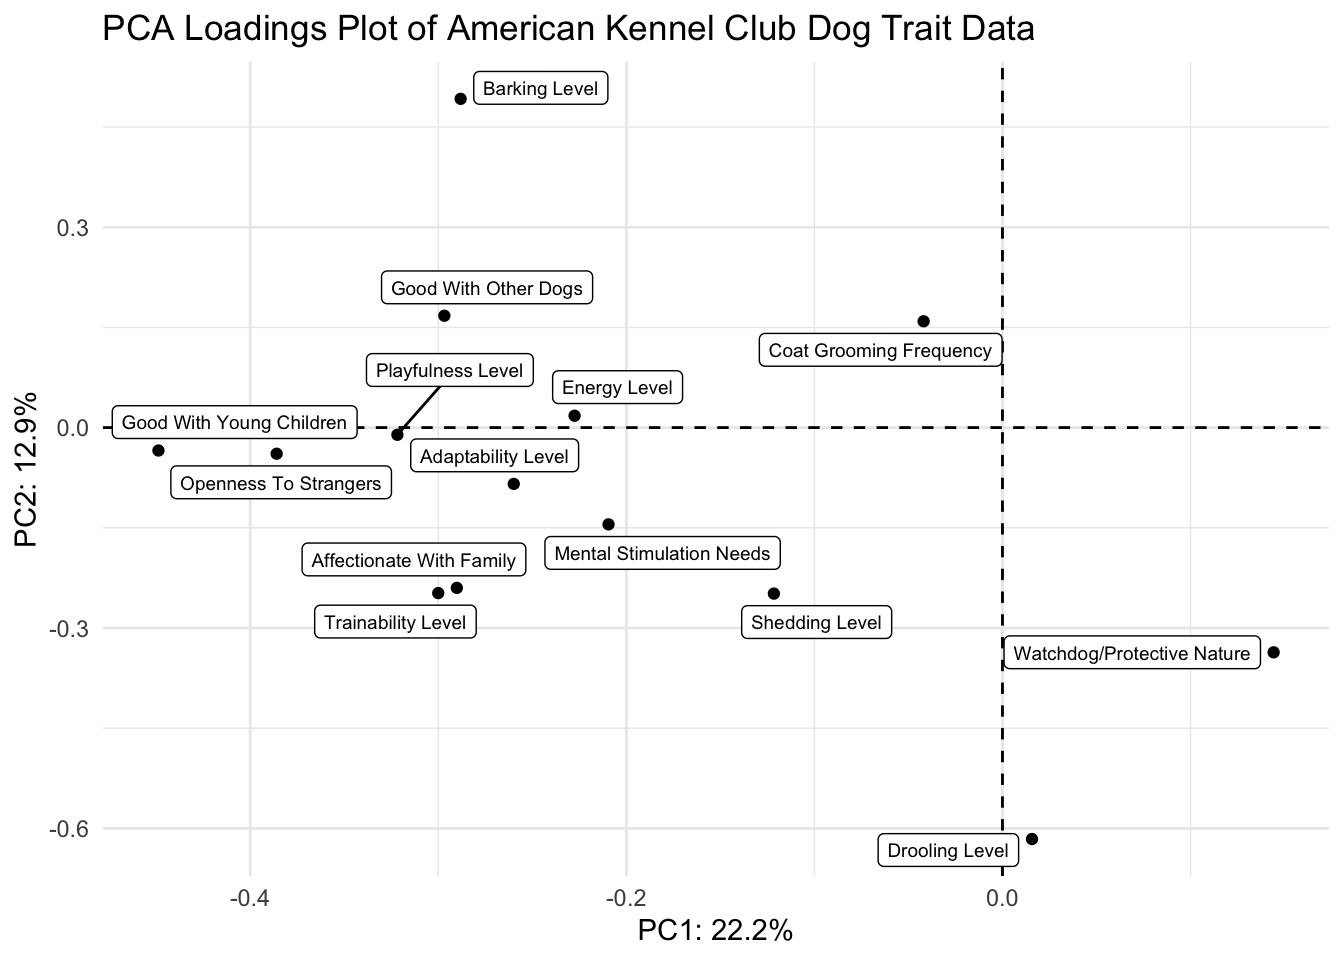 PCA Loadings Plot of American Kennel Club Dog Trait Data
Barking Level
0.3
Good With Other Dogs
Coat Grooming Frequency
Playfulness Level
Energy Level
Good With Young Children
0.0
Adaptability Level
Openness To Strangers
PC2: 12.9%
Mental Stimulation Needs
Affectionate With Family
Trainability Level
Shedding Level
-0.3
Watchdog/Protective Nature
-0.6
Drooling Level
-0.4
-0.2
0.0
PC1: 22.2%